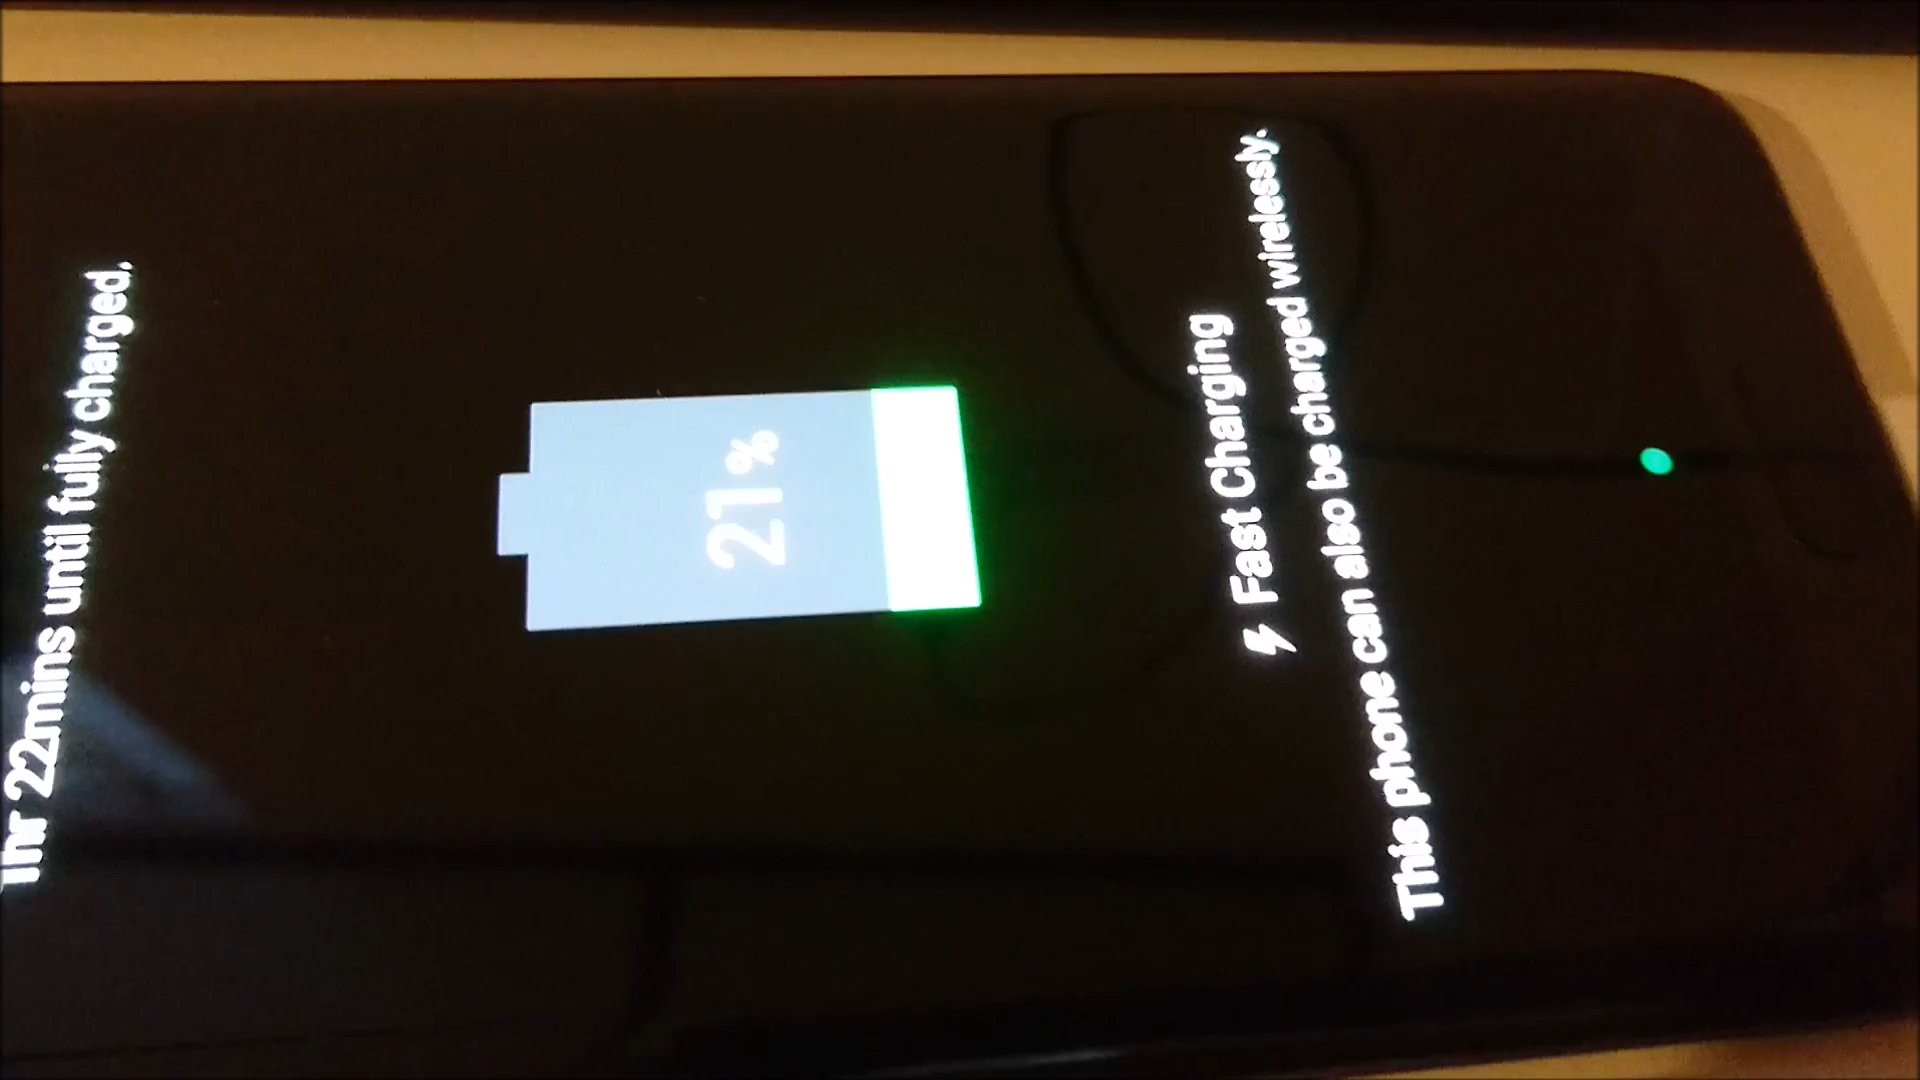 1hr 22mins until fully charged.
21%
Fast Charging
This phone can also be charged wirelessly.